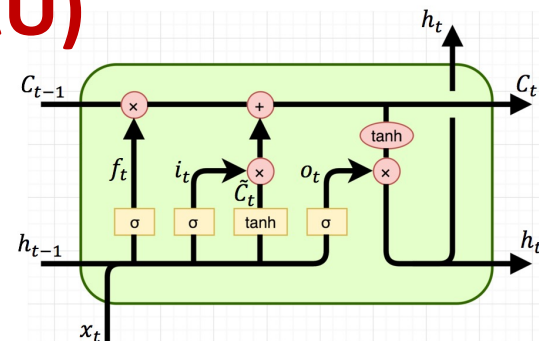 U)
h_t
C_{t-1}
×
+
C_t
tanh
f_t
i_t
×
o_t
×
C̃_t
σ
σ
tanh
σ
h_{t-1}
h_t
x_t